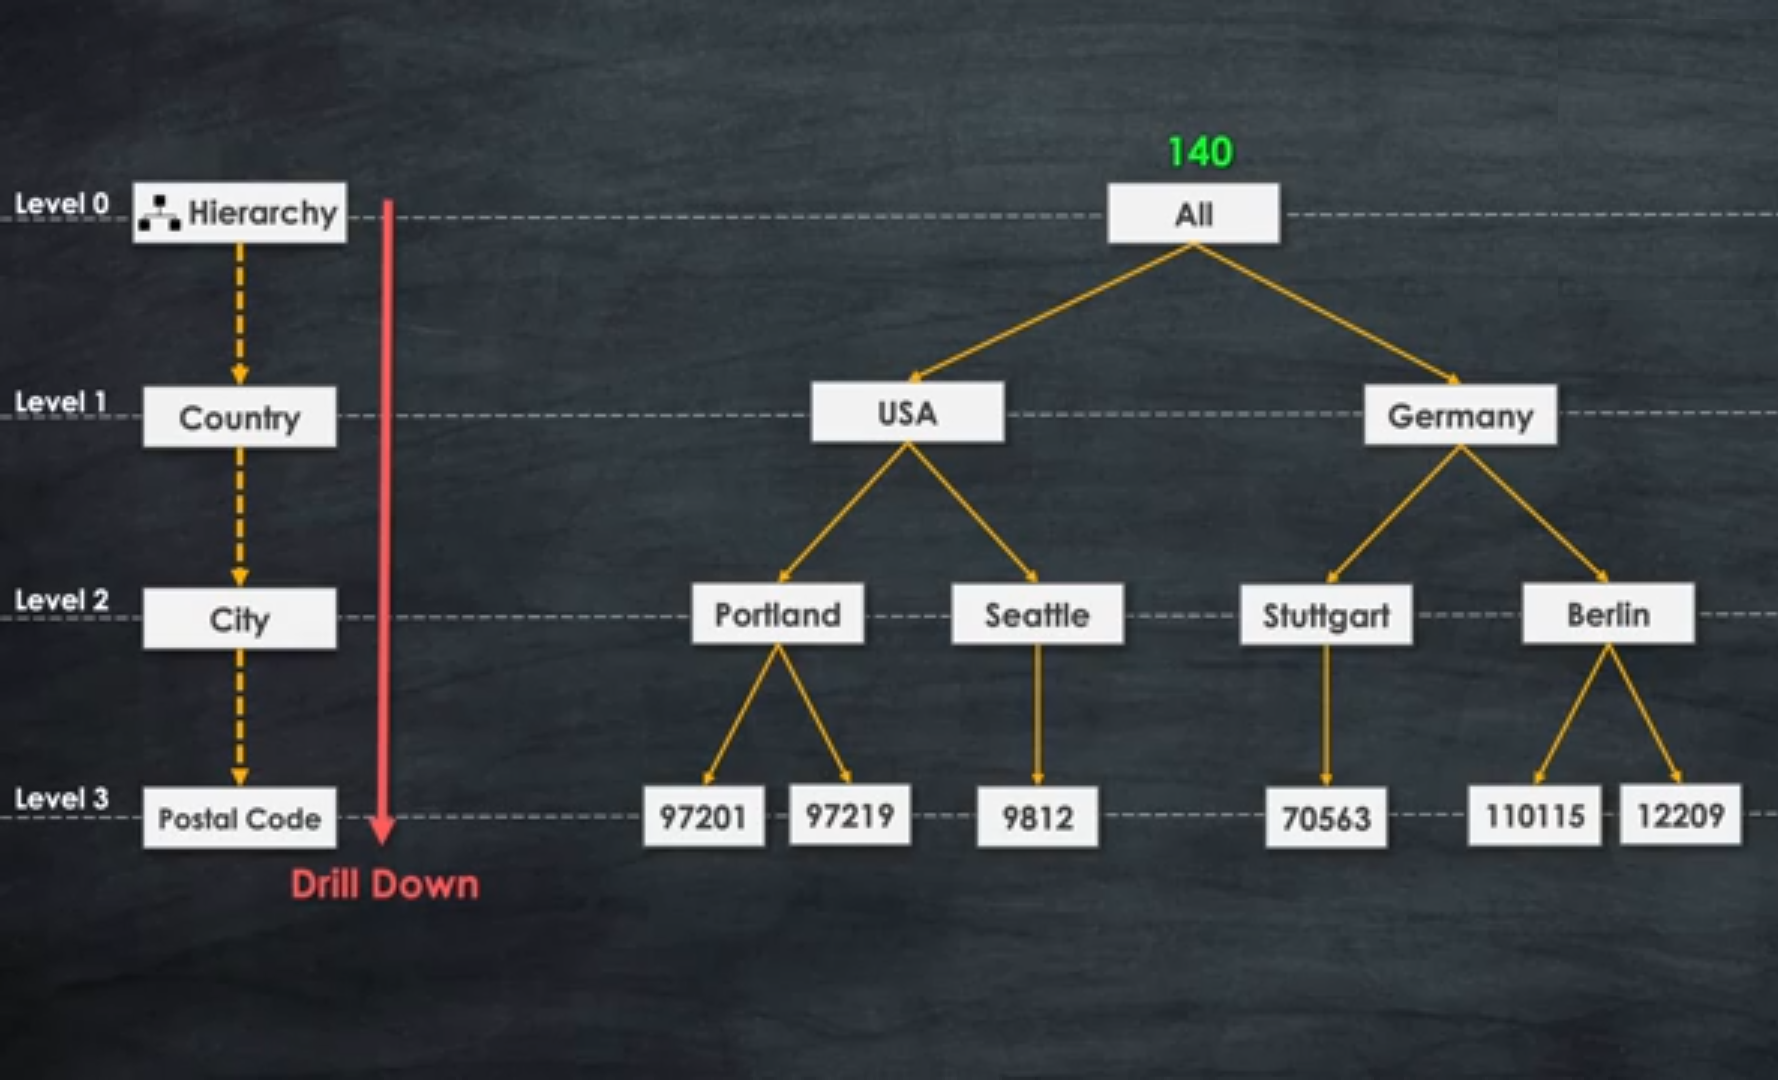 140
Level 0
Hierarchy
All
Level 1
Country
USA
Germany
Level 2
City
Portland
Seattle
Stuttgart
Berlin
Level 3
Postal Code
97201
97219
9812
70563
110115
12209
Drill Down